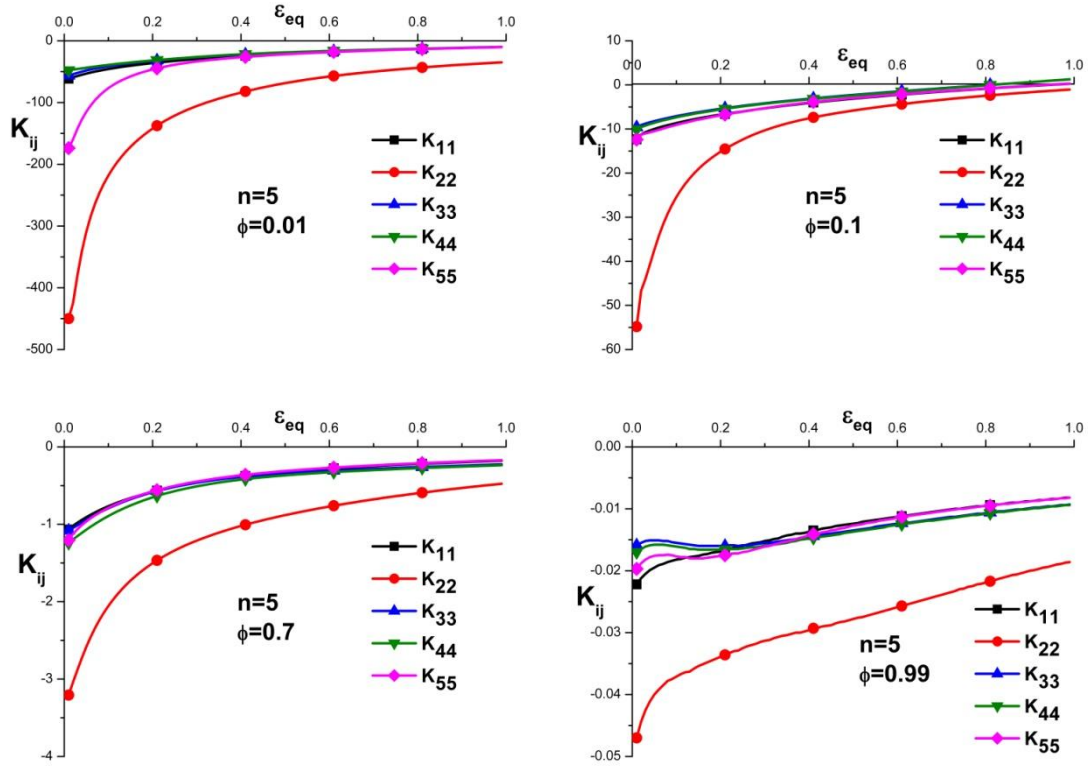 ε_eq
0.0 0.2 0.4 0.6 0.8 1.0
0
-100
-200
-300
-400
-500
K_ij
n=5
ϕ=0.01
K_11
K_22
K_33
K_44
K_55
ε_eq
0.0 0.2 0.4 0.6 0.8 1.0
10
0
-10
-20
-30
-40
-50
-60
K_ij
n=5
ϕ=0.1
K_11
K_22
K_33
K_44
K_55
ε_eq
0.0 0.2 0.4 0.6 0.8 1.0
0
-1
-2
-3
-4
K_ij
n=5
ϕ=0.7
K_11
K_22
K_33
K_44
K_55
ε_eq
0.0 0.2 0.4 0.6 0.8 1.0
0.00
-0.01
-0.02
-0.03
-0.04
-0.05
K_ij
n=5
ϕ=0.99
K_11
K_22
K_33
K_44
K_55